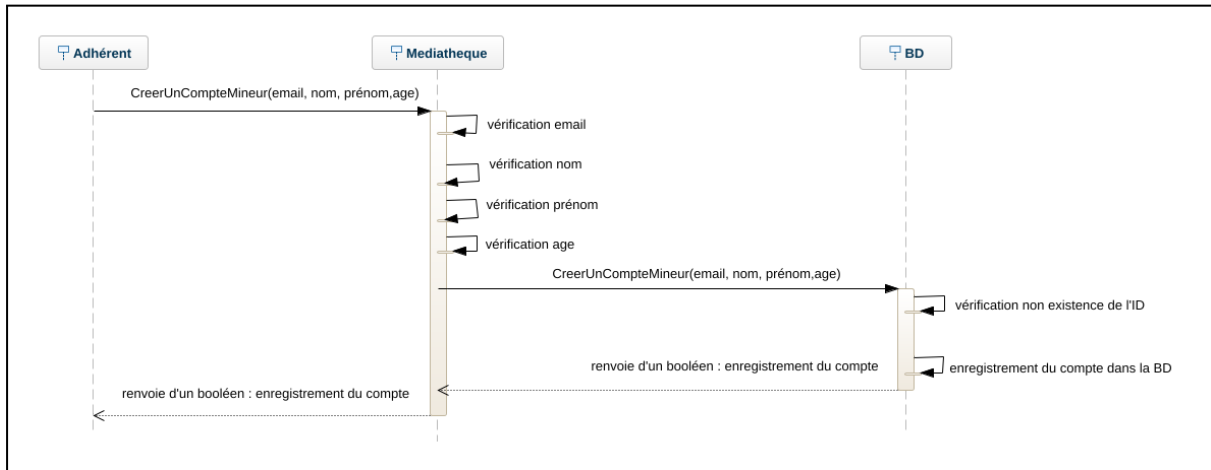 Adhérent
Mediatheque
BD
CreerUnCompteMineur(email, nom, prénom,age)
vérification email
vérification nom
vérification prénom
vérification age
CreerUnCompteMineur(email, nom, prénom,age)
vérification non existence de l'ID
renvoie d'un booléen : enregistrement du compte
enregistrement du compte dans la BD
renvoie d'un booléen : enregistrement du compte